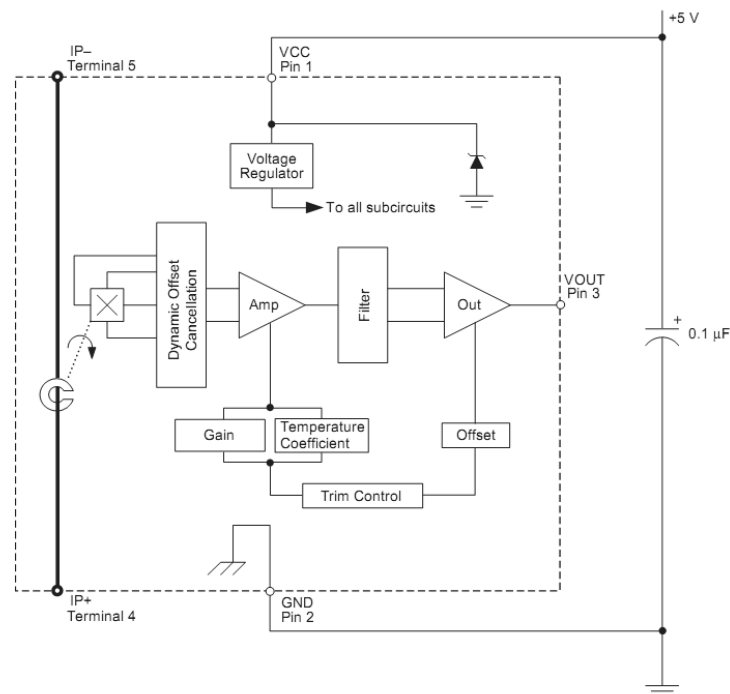 +5 V
IP–
Terminal 5
VCC
Pin 1
Voltage
Regulator
To all subcircuits
Dynamic Offset
Cancellation
Amp
Filter
Out
VOUT
Pin 3
+
0.1 µF
Gain
Temperature
Coefficient
Offset
Trim Control
IP+
Terminal 4
GND
Pin 2